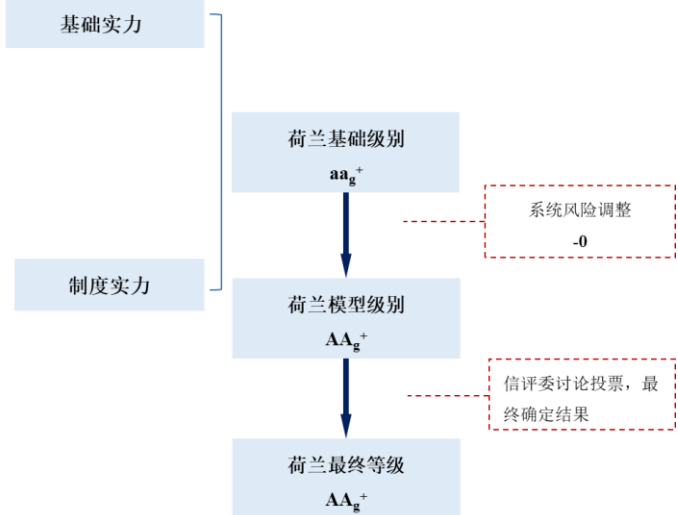 基础实力
荷兰基础级别
aag+
系统风险调整
-0
制度实力
荷兰模型级别
AAg+
信评委讨论投票，最
终确定结果
荷兰最终等级
AAg+